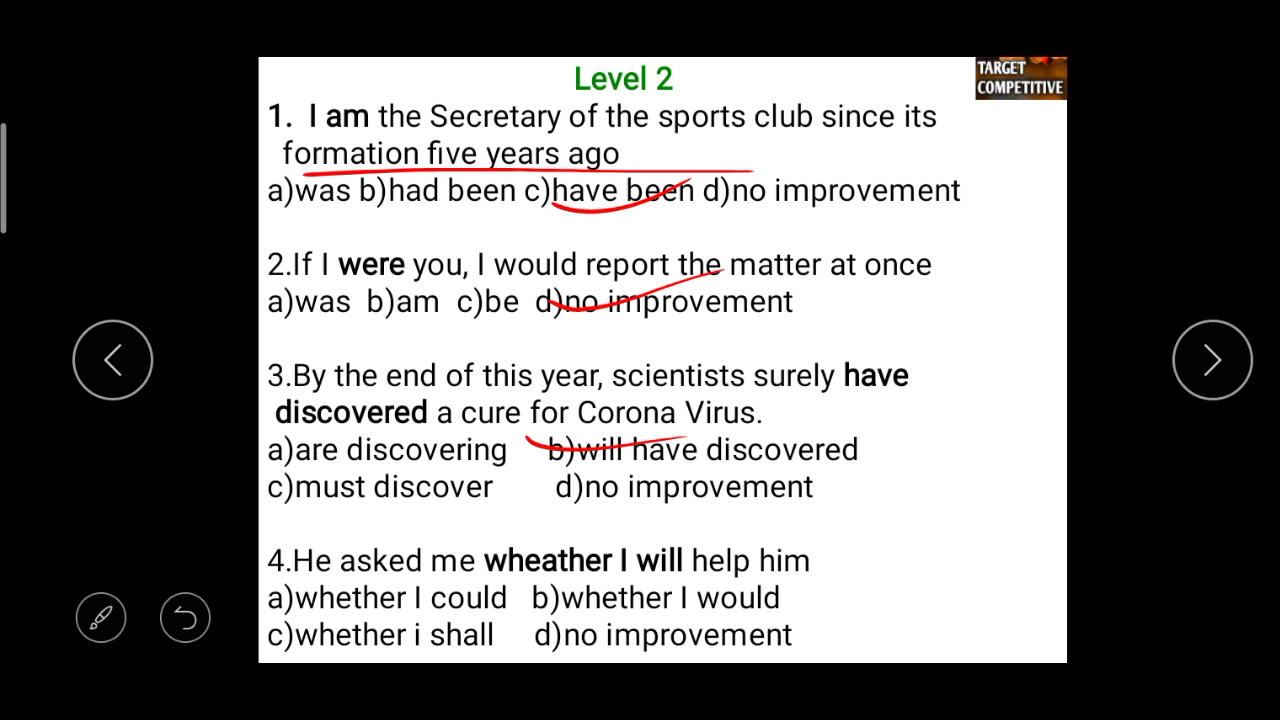 Level 2
TARGET
COMPETITIVE
1. I am the Secretary of the sports club since its
formation five years ago
a)was b)had been c)have been d)no improvement
2.If I were you, I would report the matter at once
a)was b)am c)be d)no improvement
3.By the end of this year, scientists surely have
discovered a cure for Corona Virus.
a)are discovering b)will have discovered
c)must discover d)no improvement
4.He asked me wheather I will help him
a)whether I could b)whether I would
c)whether i shall d)no improvement